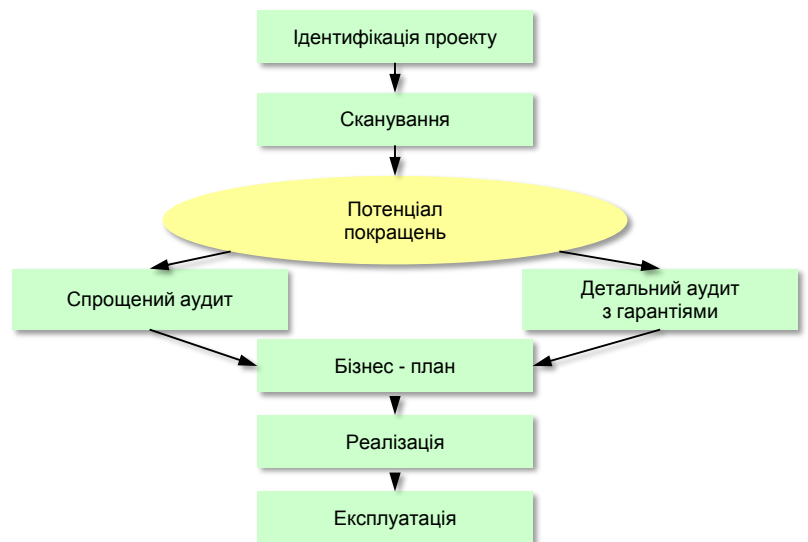 Ідентифікація проекту
Сканування
Потенціал
покращень
Спрощений аудит
Детальний аудит
з гарантіями
Бізнес - план
Реалізація
Експлуатація